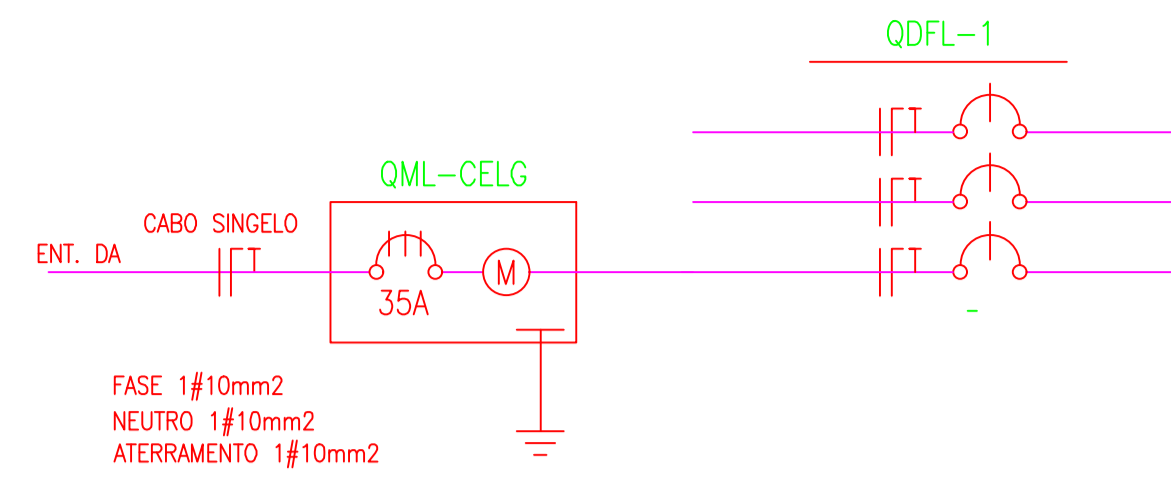 QDFL-1
QML-CELG
CABO SINGELO
ENT. DA
M
35A
FASE 1#10mm2
NEUTRO 1#10mm2
ATERRAMENTO 1#10mm2
-